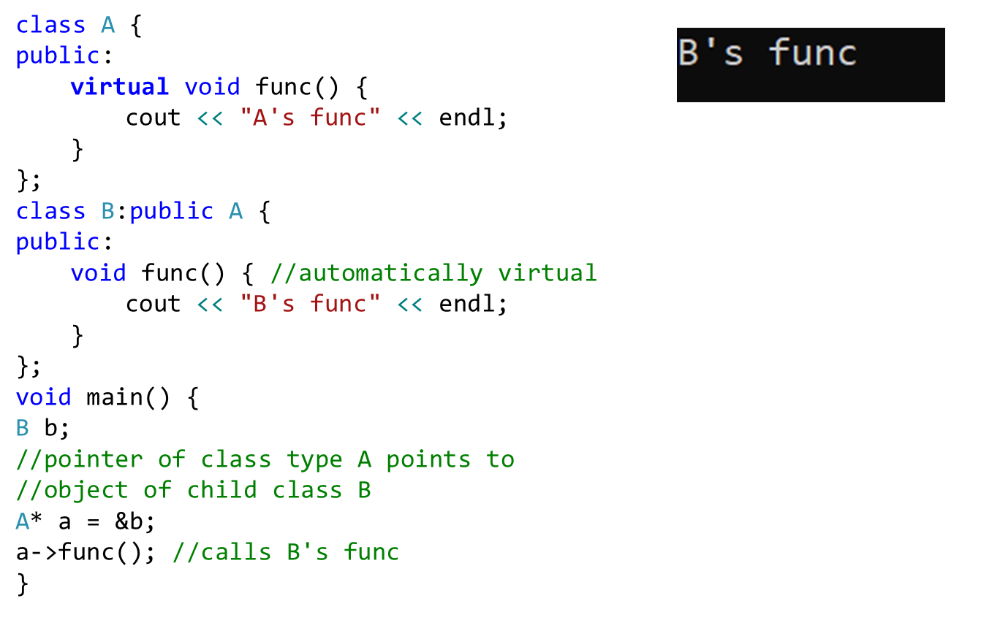 class A {
public:
    virtual void func() {
        cout << "A's func" << endl;
    }
};
class B:public A {
public:
    void func() { //automatically virtual
        cout << "B's func" << endl;
    }
};
void main() {
B b;
//pointer of class type A points to
//object of child class B
A* a = &b;
a->func(); //calls B's func
}
B's func